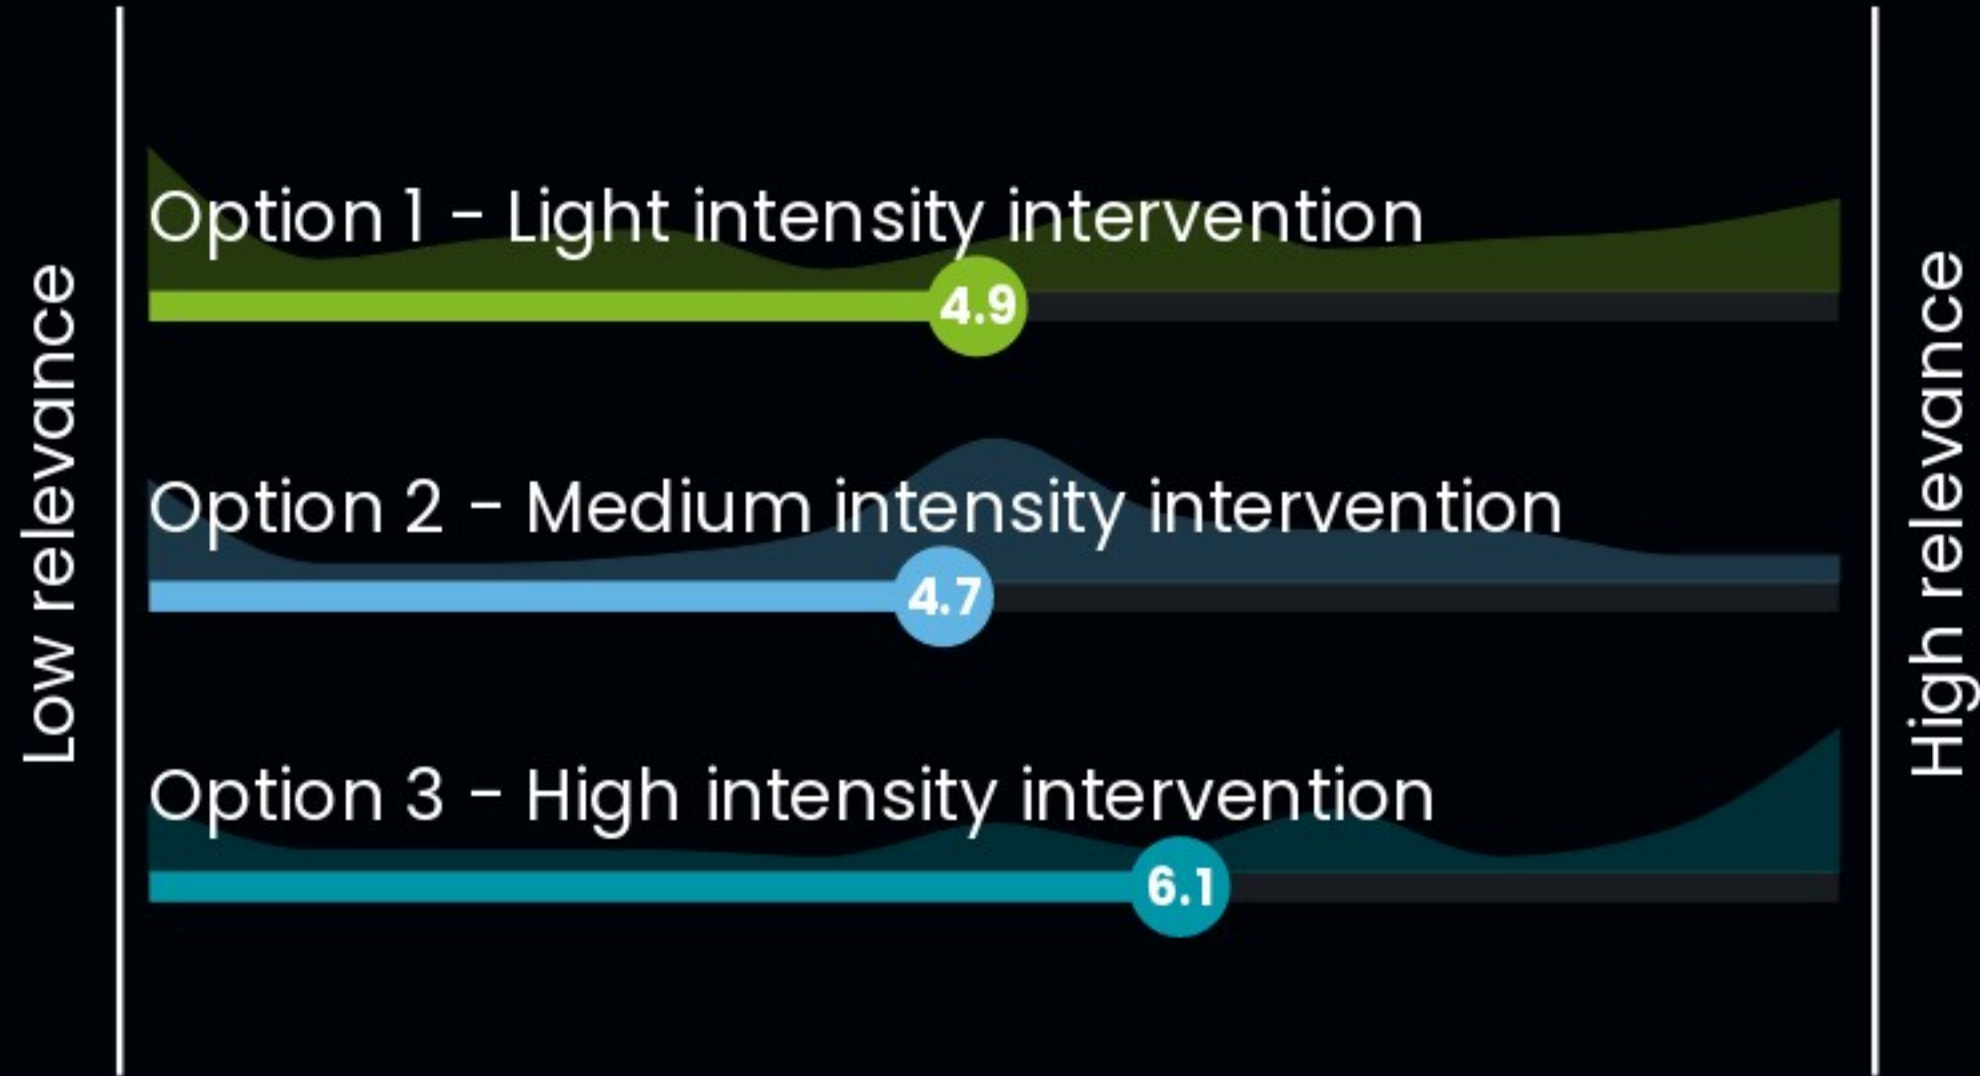 Low relevance
Option 1 - Light intensity intervention
4.9
Option 2 - Medium intensity intervention
4.7
Option 3 - High intensity intervention
6.1
High relevance